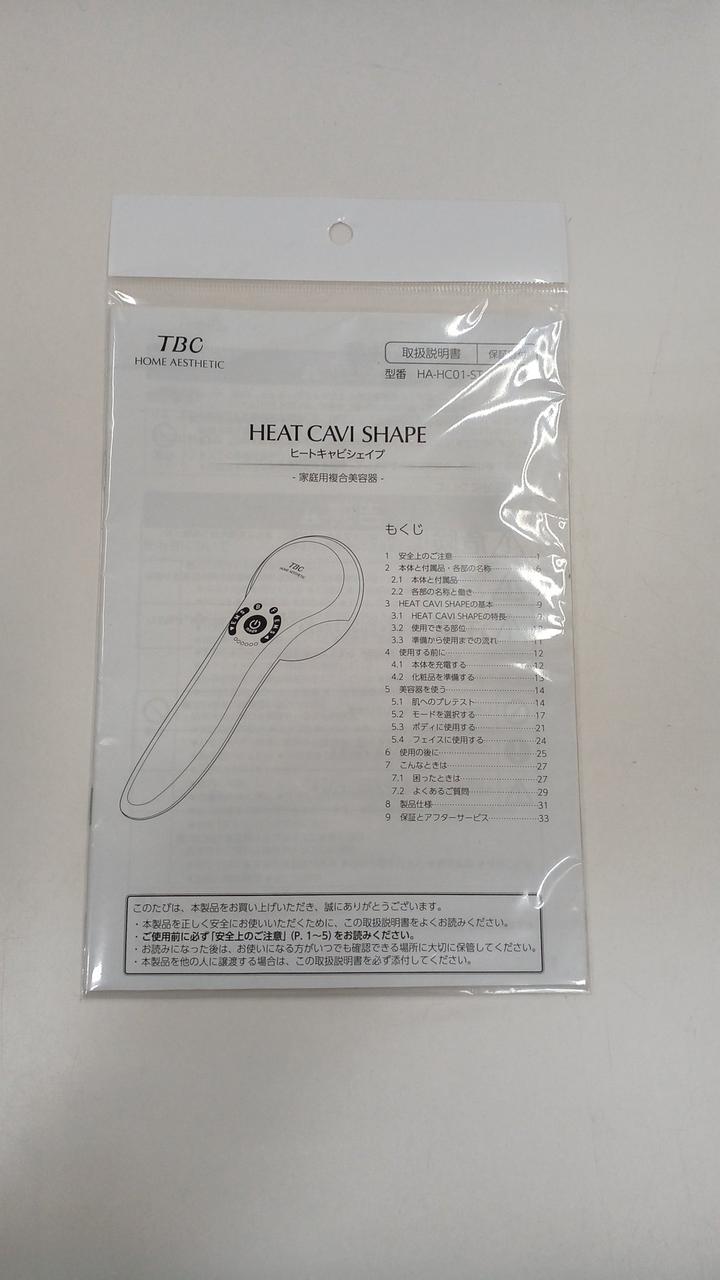 TBC
HOME AESTHETIC
取扱説明書
型番 HA-HC01-ST
HEAT CAVI SHAPE
ヒートキャビシェイプ
- 家庭用複合美容器 -
TBC
HOME AESTHETIC
もくじ
1 安全上のご注意 1
2 本体と付属品・各部の名称 6
2.1 本体と付属品
2.2 各部の名称と働き
3 HEAT CAVI SHAPEの基本 9
3.1 HEAT CAVI SHAPEの特長
3.2 使用できる部位
3.3 準備から使用までの流れ 11
4 使用する前に 12
4.1 本体を充電する 12
4.2 化粧品を準備する 13
5 美容器を使う 14
5.1 肌へのプレテスト 14
5.2 モードを選択する 17
5.3 ボディに使用する 21
5.4 フェイスに使用する 24
6 使用の後に 25
7 こんなときは 27
7.1 困ったときは 27
7.2 よくあるご質問 29
8 製品仕様 31
9 保証とアフターサービス 33
このたびは、本製品をお買い上げいただき、誠にありがとうございます。
・本製品を正しく安全にお使いいただくために、この取扱説明書をよくお読みください。
・ご使用前に必ず「安全上のご注意」(P. 1〜5) をお読みください。
・お読みになった後は、お使いになる方がいつでも確認できる場所に大切に保管してください。
・本製品を他の人に譲渡する場合は、この取扱説明書を必ず添付してください。